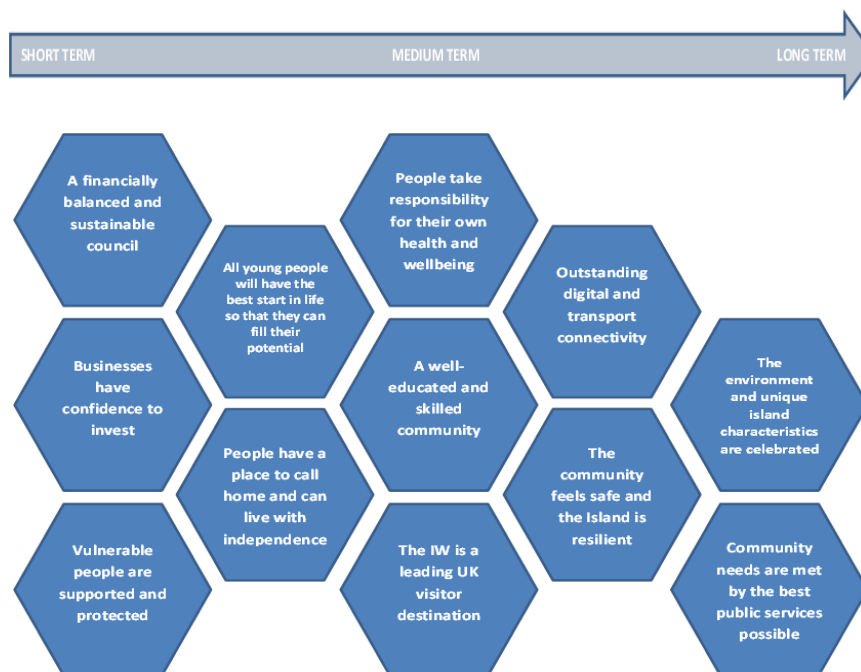 SHORT TERM
MEDIUM TERM
LONG TERM
A financially
balanced and
sustainable
council
Businesses
have
confidence to
invest
Vulnerable
people are
supported and
protected
All young people
will have the
best start in life
so that they can
fill their
potential
People have a
place to call
home and can
live with
independence
People take
responsibility
for their own
health and
wellbeing
A well-
educated and
skilled
community
The IW is a
leading UK
visitor
destination
Outstanding
digital and
transport
connectivity
The
community
feels safe and
the Island is
resilient
The
environment
and unique
island
characteristics
are celebrated
Community
needs are met
by the best
public services
possible